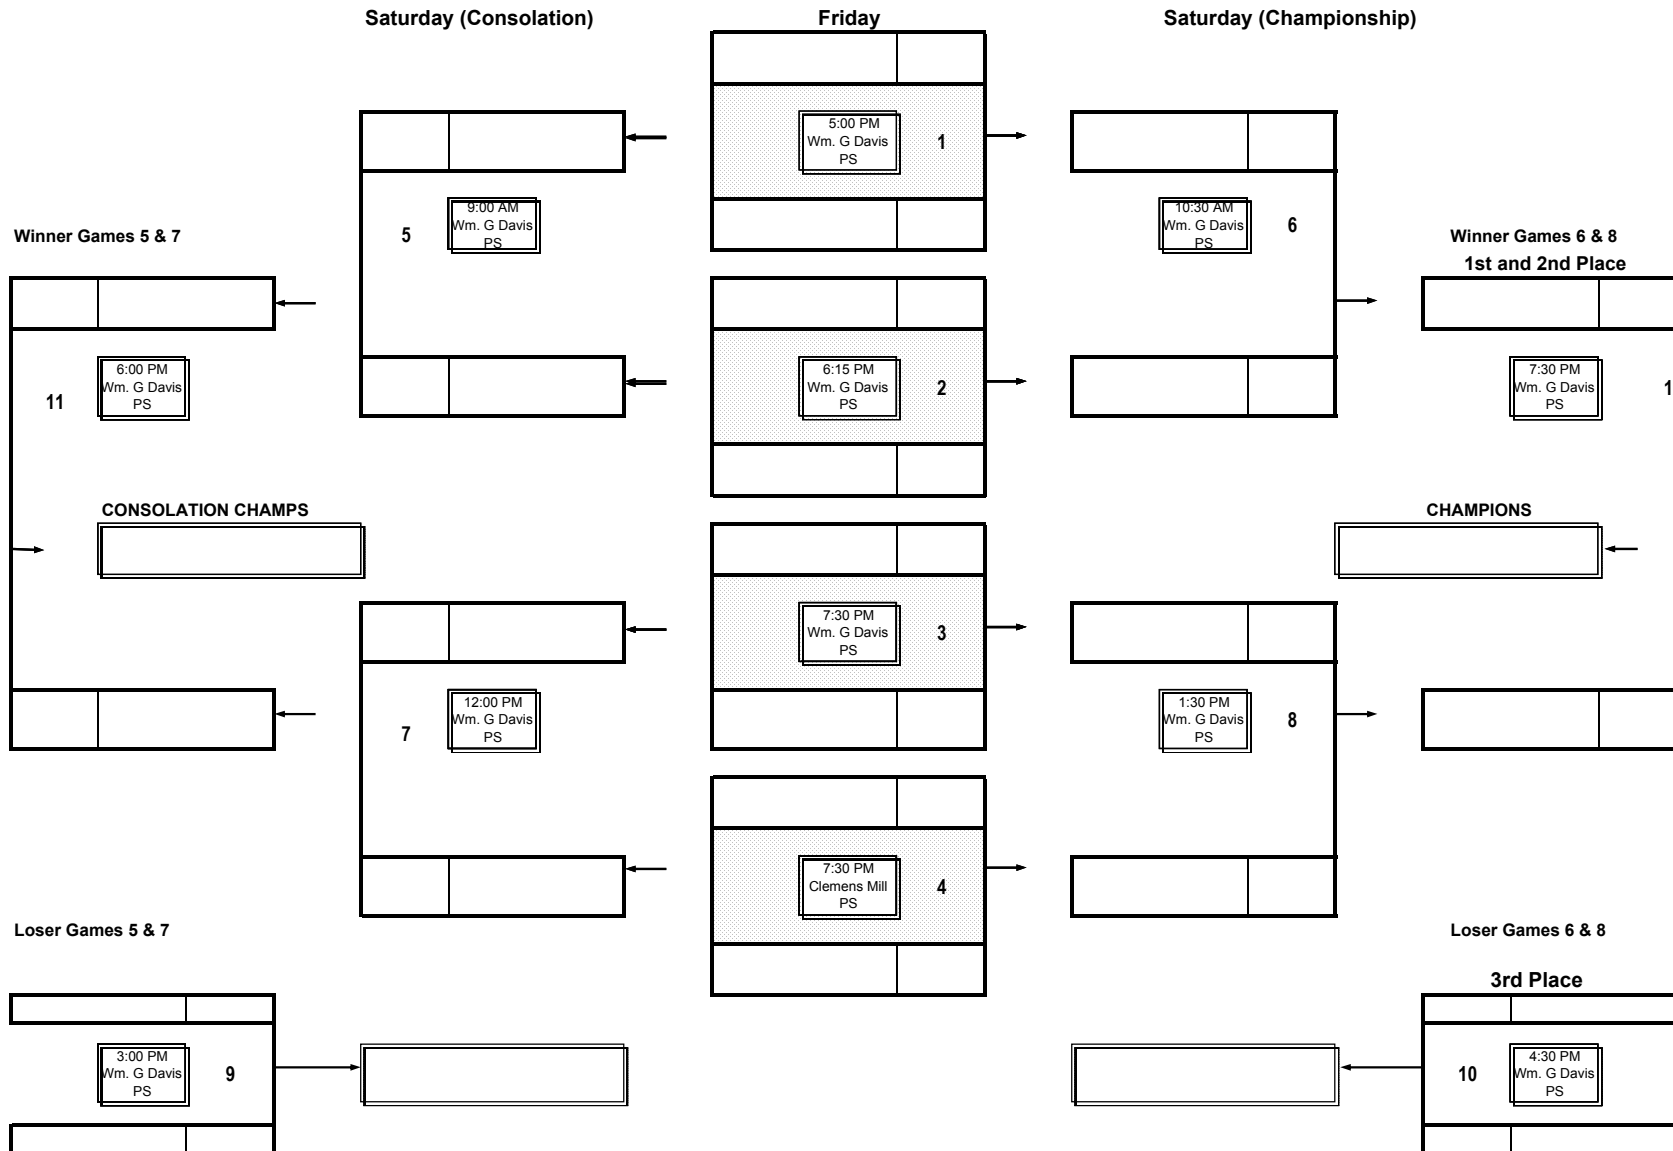 Saturday (Consolation)
Friday
Saturday (Championship)
5:00 PM
Wm. G Davis
PS
1
9:00 AM
Wm. G Davis
PS
5
10:30 AM
Wm. G Davis
PS
6
Winner Games 5 & 7
Winner Games 6 & 8
1st and 2nd Place
6:00 PM
Wm. G Davis
PS
11
6:15 PM
Wm. G Davis
PS
2
7:30 PM
Wm. G Davis
PS
1
CONSOLATION CHAMPS
CHAMPIONS
7:30 PM
Wm. G Davis
PS
3
12:00 PM
Wm. G Davis
PS
7
1:30 PM
Wm. G Davis
PS
8
7:30 PM
Clemens Mill
PS
4
Loser Games 5 & 7
Loser Games 6 & 8
3rd Place
3:00 PM
Wm. G Davis
PS
9
10
4:30 PM
Wm. G Davis
PS